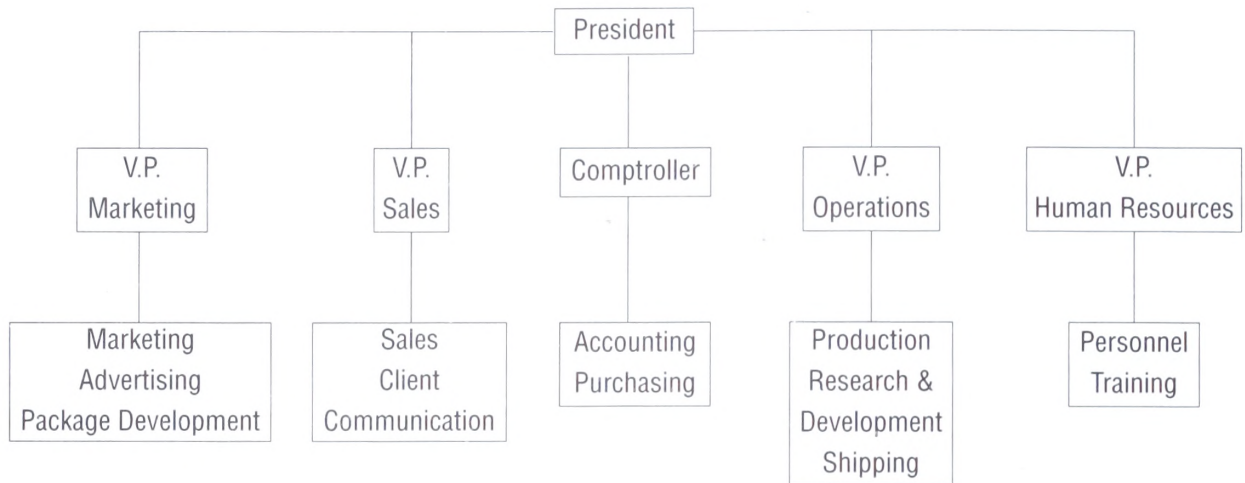 President
V.P.
Marketing
V.P.
Sales
Comptroller
V.P.
Operations
V.P.
Human Resources
Marketing
Advertising
Package Development
Sales
Client
Communication
Accounting
Purchasing
Production
Research &
Development
Shipping
Personnel
Training